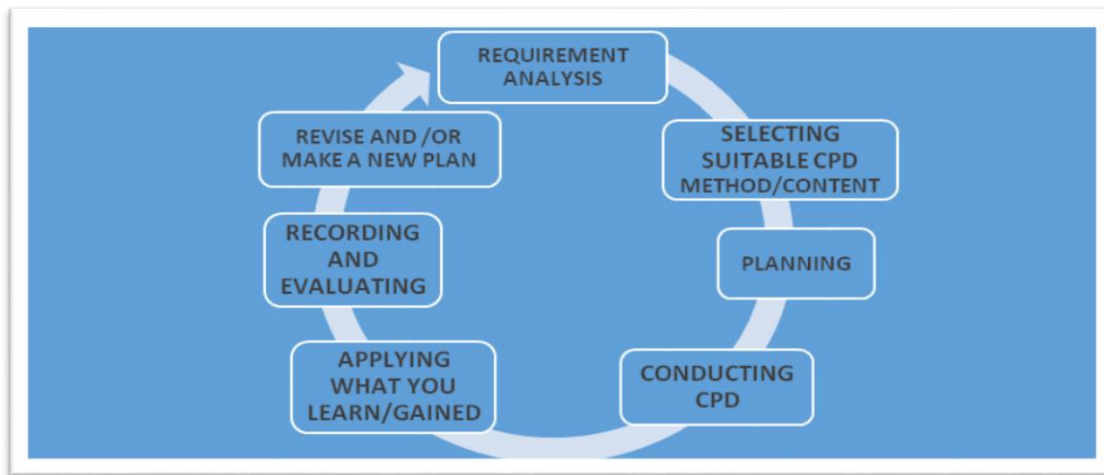 REQUIREMENT
ANALYSIS
SELECTING
SUITABLE CPD
METHOD/CONTENT
PLANNING
CONDUCTING
CPD
APPLYING
WHAT YOU
LEARN/GAINED
RECORDING
AND
EVALUATING
REVISE AND /OR
MAKE A NEW PLAN